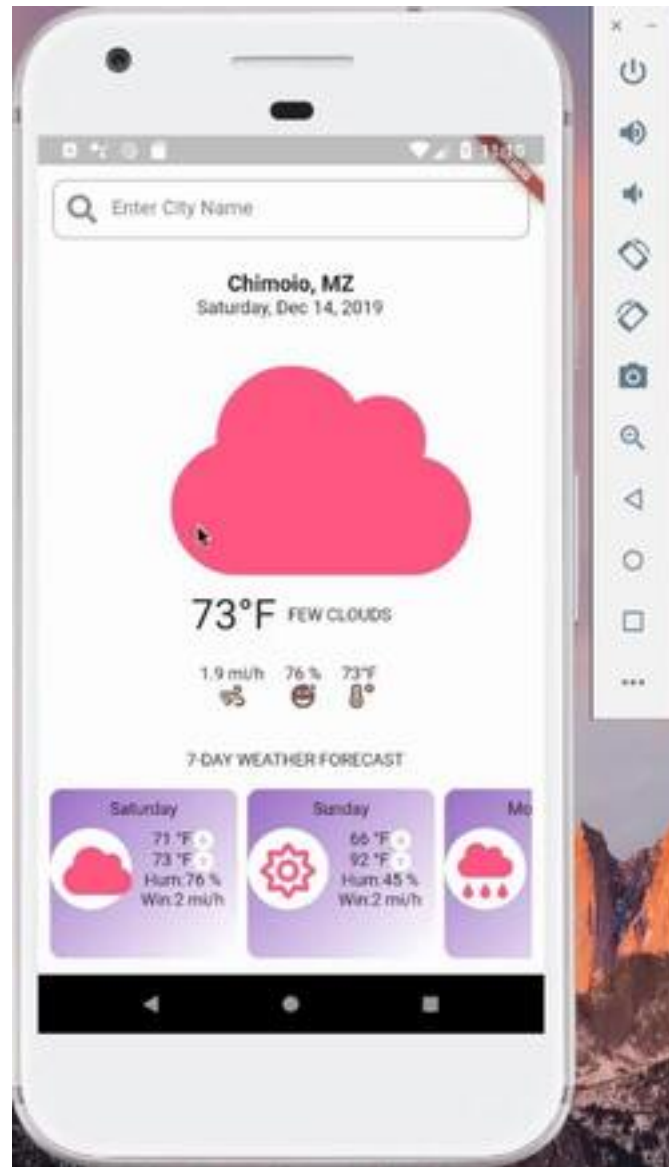 Enter City Name
Chimoio, MZ
Saturday, Dec 14, 2019
73°F FEW CLOUDS
1.9 mi/h 76 % 73°F
7-DAY WEATHER FORECAST
Saturday
71 °F
73 °F
Hum:76 %
Win:2 mi/h
Sunday
66 °F
92 °F
Hum:45 %
Win:2 mi/h
Mo